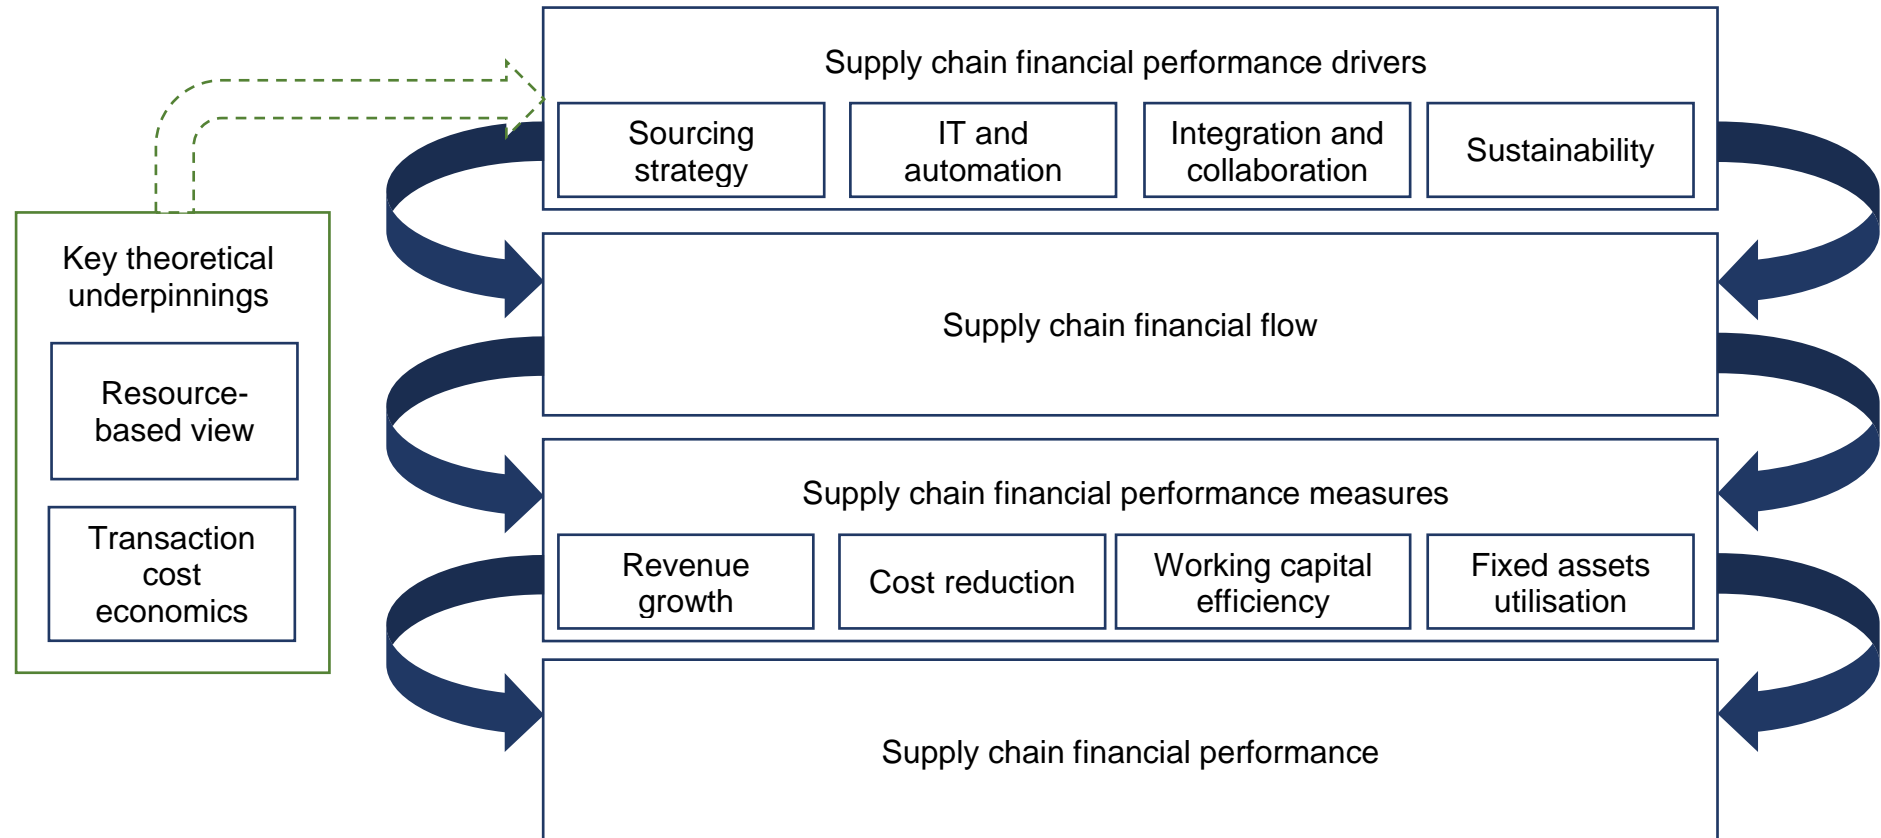 Supply chain financial performance drivers
Sourcing
strategy
IT and
automation
Integration and
collaboration
Sustainability
Key theoretical
underpinnings
Resource-
based view
Transaction
cost
economics
Supply chain financial flow
Supply chain financial performance measures
Revenue
growth
Cost reduction
Working capital
efficiency
Fixed assets
utilisation
Supply chain financial performance